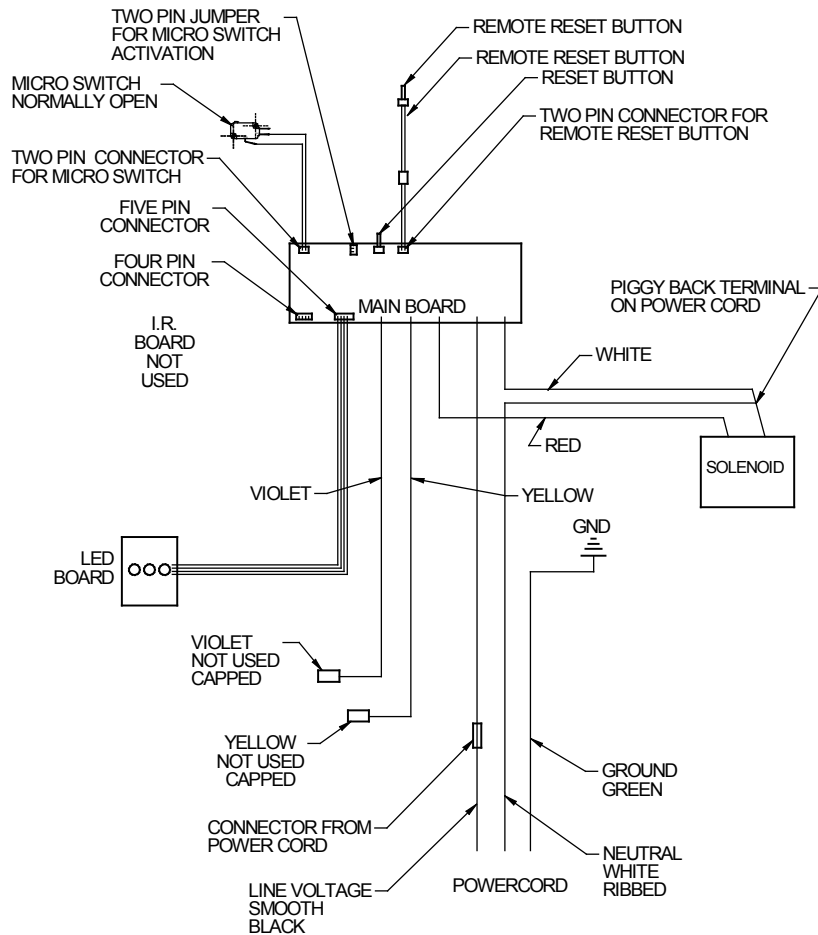 TWO PIN JUMPER
FOR MICRO SWITCH
ACTIVATION
REMOTE RESET BUTTON
REMOTE RESET BUTTON
RESET BUTTON
MICRO SWITCH
NORMALLY OPEN
TWO PIN CONNECTOR FOR
REMOTE RESET BUTTON
TWO PIN CONNECTOR
FOR MICRO SWITCH
FIVE PIN
CONNECTOR
FOUR PIN
CONNECTOR
MAIN BOARD
PIGGY BACK TERMINAL
ON POWER CORD
I.R.
BOARD
NOT
USED
WHITE
RED
SOLENOID
VIOLET
YELLOW
GND
LED
BOARD
VIOLET
NOT USED
CAPPED
YELLOW
NOT USED
CAPPED
GROUND
GREEN
CONNECTOR FROM
POWER CORD
NEUTRAL
WHITE
RIBBED
LINE VOLTAGE
SMOOTH
BLACK
POWERCORD